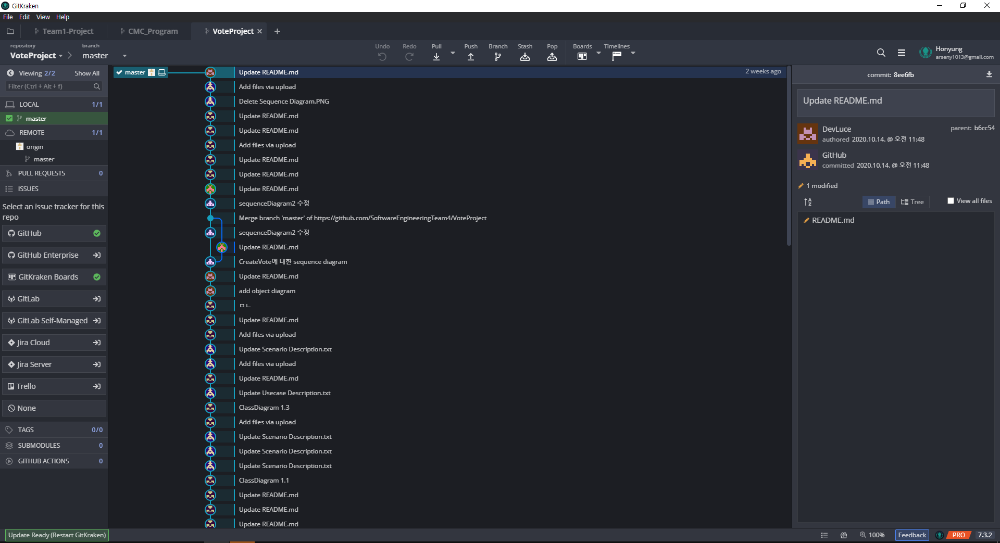 GitKraken
File Edit View Help
Team1-Project CMC_Program VoteProject
repository
VoteProject
branch
master
Undo Redo Pull Push Branch Stash Pop Boards Timelines
Honyung
arseny1013@gmail.com
Viewing 2/2 Show All
Filter (Ctrl + Alt + f)
LOCAL 1/1
master
REMOTE 1/1
origin
master
PULL REQUESTS 0
ISSUES
Select an issue tracker for this
repo
GitHub
GitHub Enterprise
GitKraken Boards
GitLab
GitLab Self-Managed
Jira Cloud
Jira Server
Trello
None
TAGS 0/0
SUBMODULES 0
GITHUB ACTIONS 0
master Update README.md 2 weeks ago
Add files via upload
Delete Sequence Diagram.PNG
Update README.md
Update README.md
Add files via upload
Update README.md
Update README.md
Update README.md
sequenceDiagram2 수정
Merge branch 'master' of https://github.com/SoftwareEngineeringTeam4/VoteProject
sequenceDiagram2 수정
Update README.md
CreateVote에 대한 sequence diagram
Update README.md
add object diagram
ㅁㄴ
Update README.md
Add files via upload
Update Scenario Description.txt
Add files via upload
Update README.md
Update Usecase Description.txt
ClassDiagram 1.3
Add files via upload
Update Scenario Description.txt
Update Scenario Description.txt
Update Scenario Description.txt
ClassDiagram 1.1
Update README.md
Update README.md
Update README.md
commit: 8ee6fb
Update README.md
DevLuce parent: b6cc54
authored 2020.10.14. @ 오전 11:48
GitHub
committed 2020.10.14. @ 오전 11:48
1 modified
Path Tree View all files
README.md
Update Ready (Restart GitKraken)
100% Feedback PRO 7.3.2